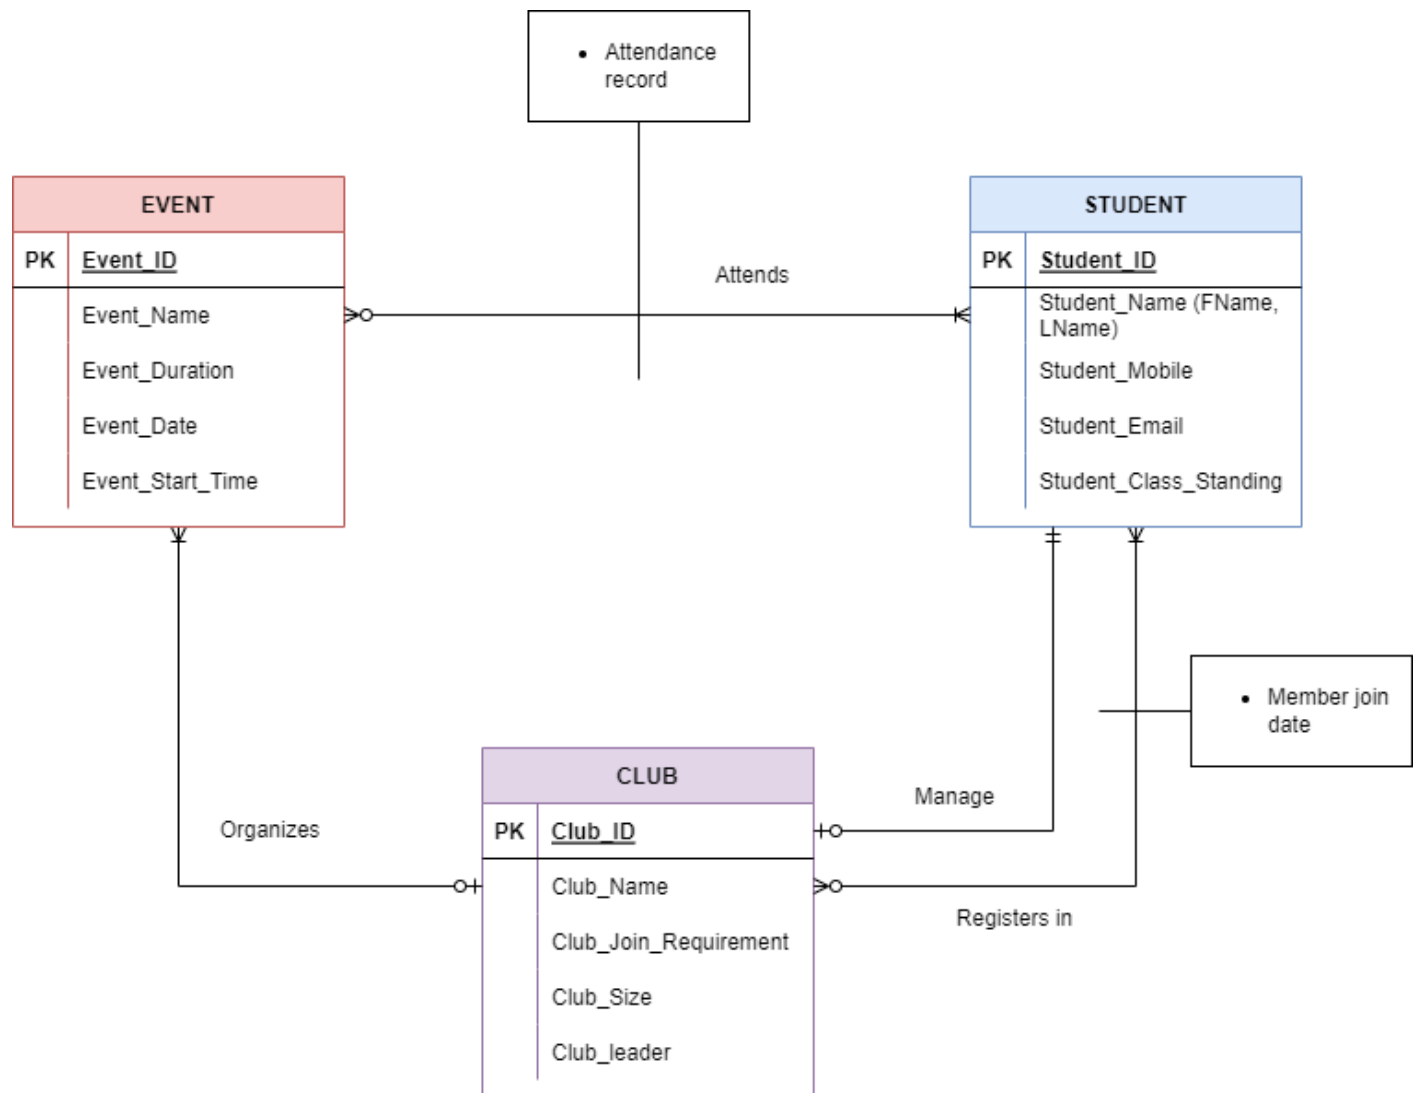 • Attendance
record
EVENT
PK Event_ID
Event_Name
Event_Duration
Event_Date
Event_Start_Time
Attends
STUDENT
PK Student_ID
Student_Name (FName,
LName)
Student_Mobile
Student_Email
Student_Class_Standing
• Member join
date
Manage
Registers in
Organizes
CLUB
PK Club_ID
Club_Name
Club_Join_Requirement
Club_Size
Club_leader